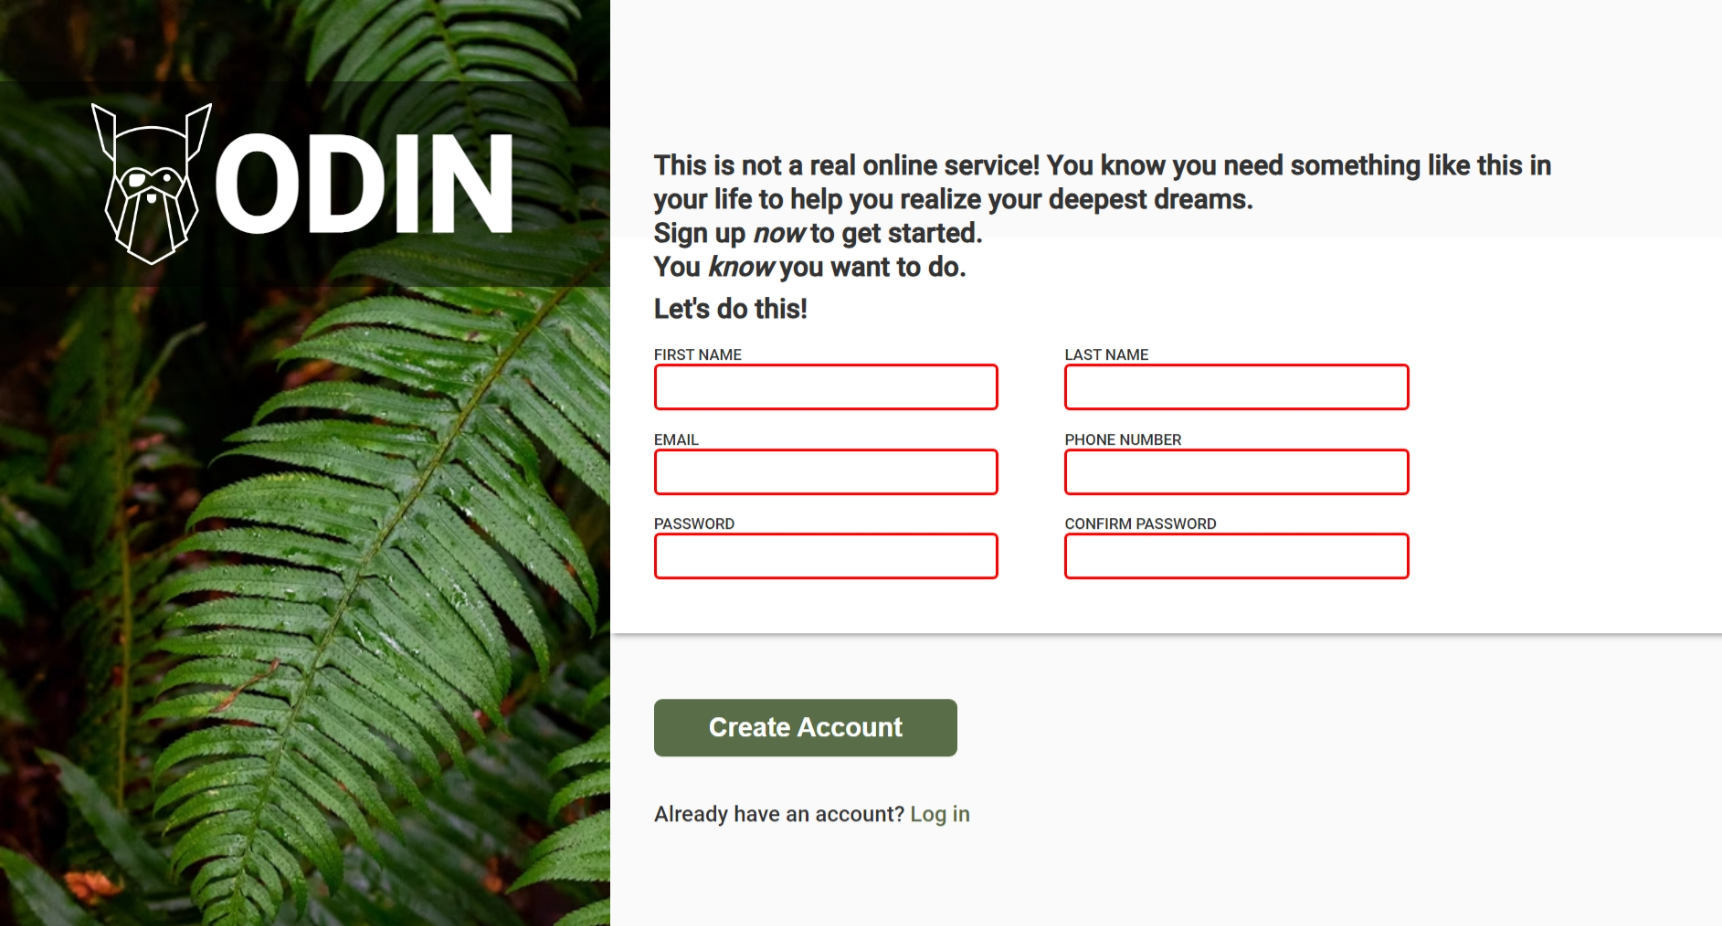 ODIN
This is not a real online service! You know you need something like this in
your life to help you realize your deepest dreams.
Sign up now to get started.
You know you want to do.
Let's do this!
FIRST NAME
LAST NAME
EMAIL
PHONE NUMBER
PASSWORD
CONFIRM PASSWORD
Create Account
Already have an account? Log in